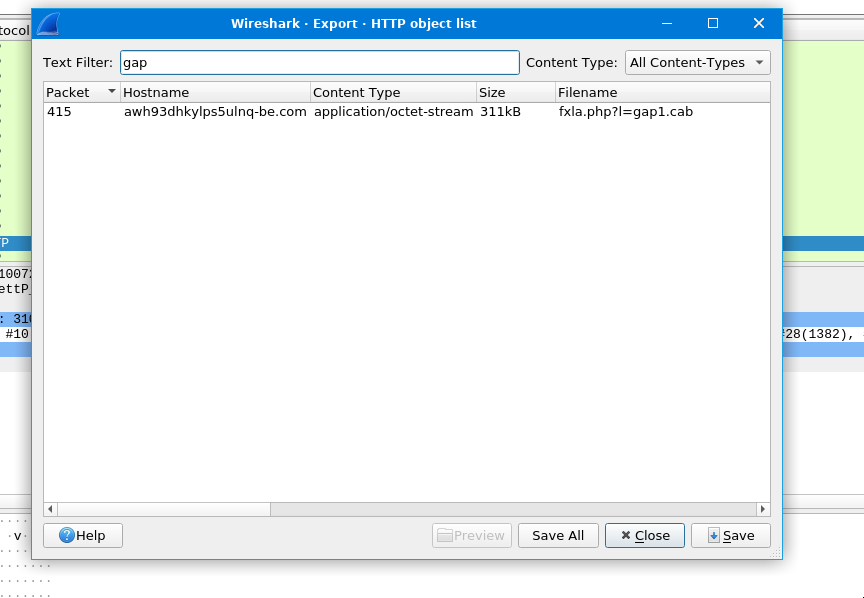 Wireshark · Export · HTTP object list
tocol
Text Filter: gap Content Type: All Content-Types
Packet Hostname Content Type Size Filename
415 awh93dhkylps5ulnq-be.com application/octet-stream 311kB fxla.php?l=gap1.cab
TP
10072
ettP_
: 310
#10 #28(1382),
Help Preview Save All Close Save
v